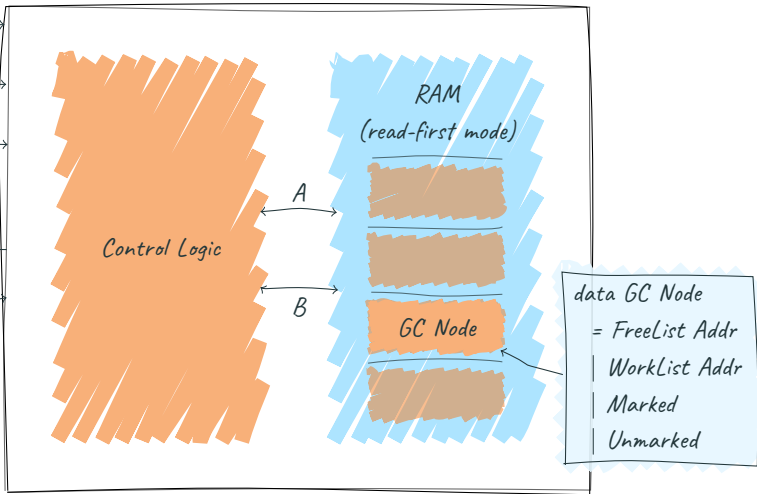 RAM
(read-first mode)
A
Control Logic
B
GC Node
data GC Node
= FreeList Addr
| WorkList Addr
| Marked
| Unmarked